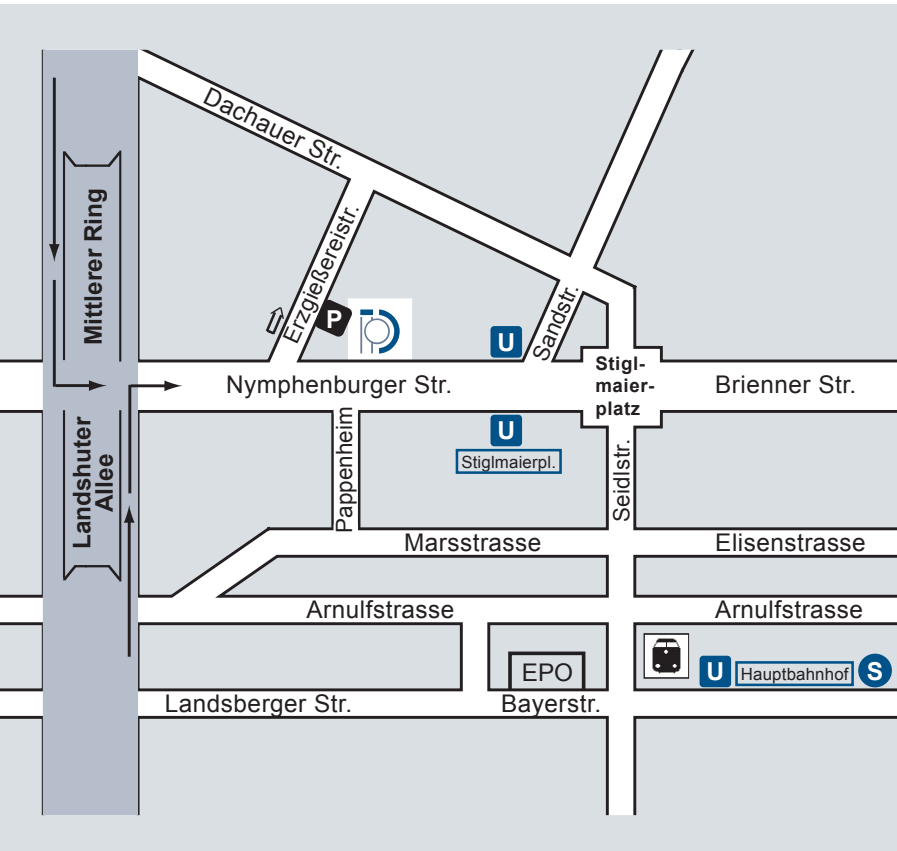 Dachauer Str.
Mittlerer Ring
Erzgießereistr.
P
U
Sandstr.
Nymphenburger Str.
Stigl-
maier-
platz
Brienner Str.
Landshuter
Allee
Pappenheim
U
Stiglmaierpl.
Seidlstr.
Marsstrasse
Elisenstrasse
Arnulfstrasse
Arnulfstrasse
EPO
U
Hauptbahnhof
S
Landsberger Str.
Bayerstr.